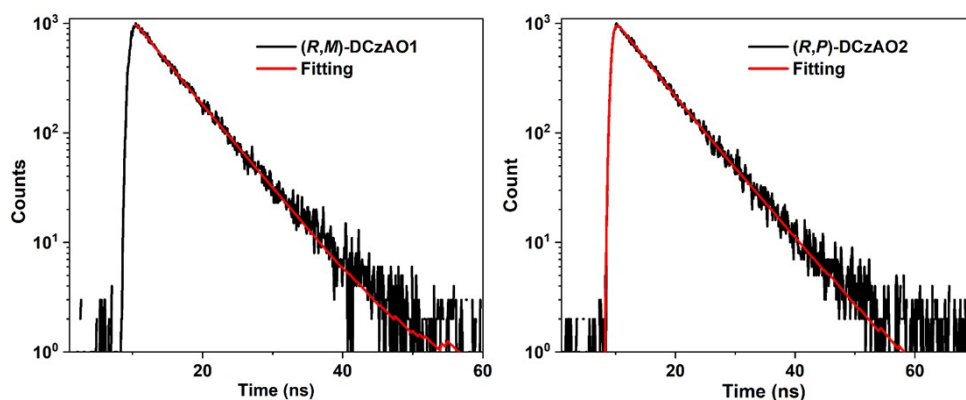 10³
10²
10¹
10⁰
Counts
(R,M)-DCzAO1
Fitting
20 40 60
Time (ns)
10³
10²
10¹
10⁰
Count
(R,P)-DCzAO2
Fitting
20 40 60
Time (ns)